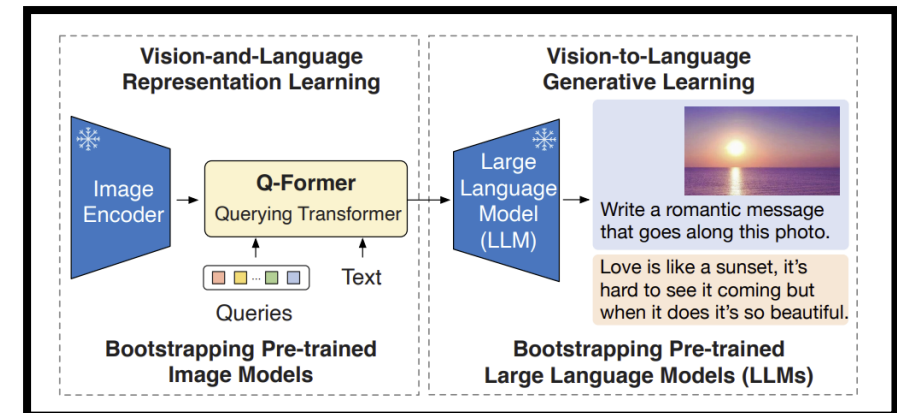 Vision-and-Language
Representation Learning
Image
Encoder
Q-Former
Querying Transformer
...
Queries
Text
Bootstrapping Pre-trained
Image Models
Vision-to-Language
Generative Learning
Large
Language
Model
(LLM)
Write a romantic message
that goes along this photo.
Love is like a sunset, it’s
hard to see it coming but
when it does it’s so beautiful.
Bootstrapping Pre-trained
Large Language Models (LLMs)